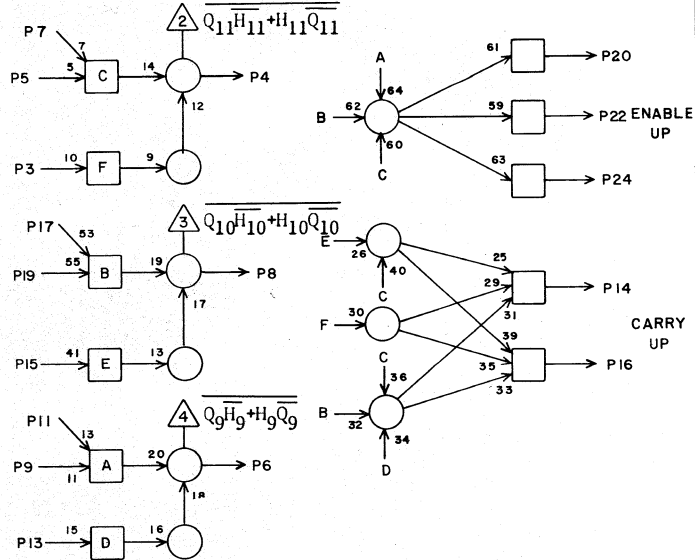 2 Q11H11+H11Q11
P7
7
P5 5 C 14 P4
12
P3 10 F 9
3 Q10H10+H10Q10
P17
53
P19 55 B 19 P8
17
P15 41 E 13
4 Q9H9+H9Q9
P11
13
P9 11 A 20 P6
18
P13 15 D 16
A
64
B 62
60
C
61 P20
59 P22 ENABLE UP
63 P24
E 26
40
C
F 30
C
36
B 32
34
D
25
29
31
P14
CARRY UP
39
35
33
P16